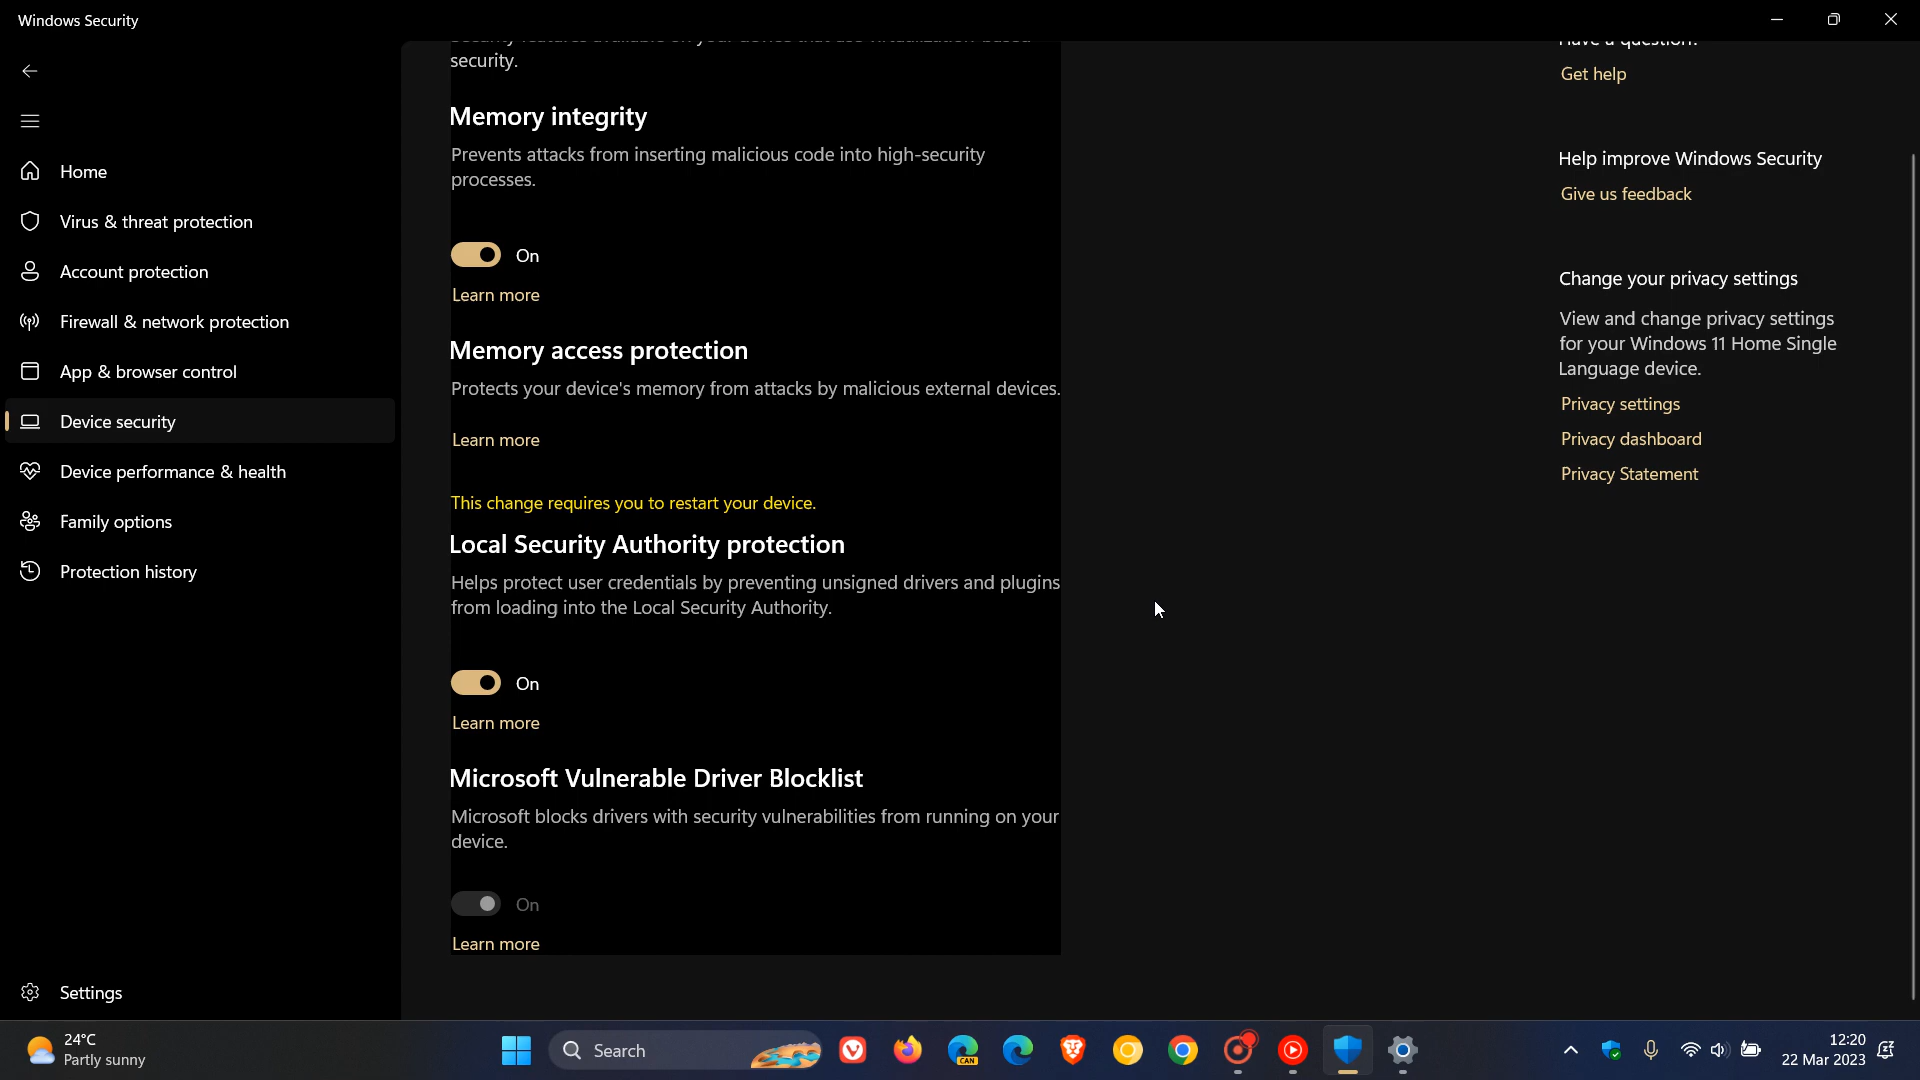 Windows Security
Home
Virus & threat protection
Account protection
Firewall & network protection
App & browser control
Device security
Device performance & health
Family options
Protection history
Settings
security.
Memory integrity
Prevents attacks from inserting malicious code into high-security
processes.
On
Learn more
Memory access protection
Protects your device's memory from attacks by malicious external devices.
Learn more
This change requires you to restart your device.
Local Security Authority protection
Helps protect user credentials by preventing unsigned drivers and plugins
from loading into the Local Security Authority.
On
Learn more
Microsoft Vulnerable Driver Blocklist
Microsoft blocks drivers with security vulnerabilities from running on your
device.
On
Learn more
Have a question?
Get help
Help improve Windows Security
Give us feedback
Change your privacy settings
View and change privacy settings
for your Windows 11 Home Single
Language device.
Privacy settings
Privacy dashboard
Privacy Statement
24°C
Partly sunny
Search
CAN
12:20
22 Mar 2023